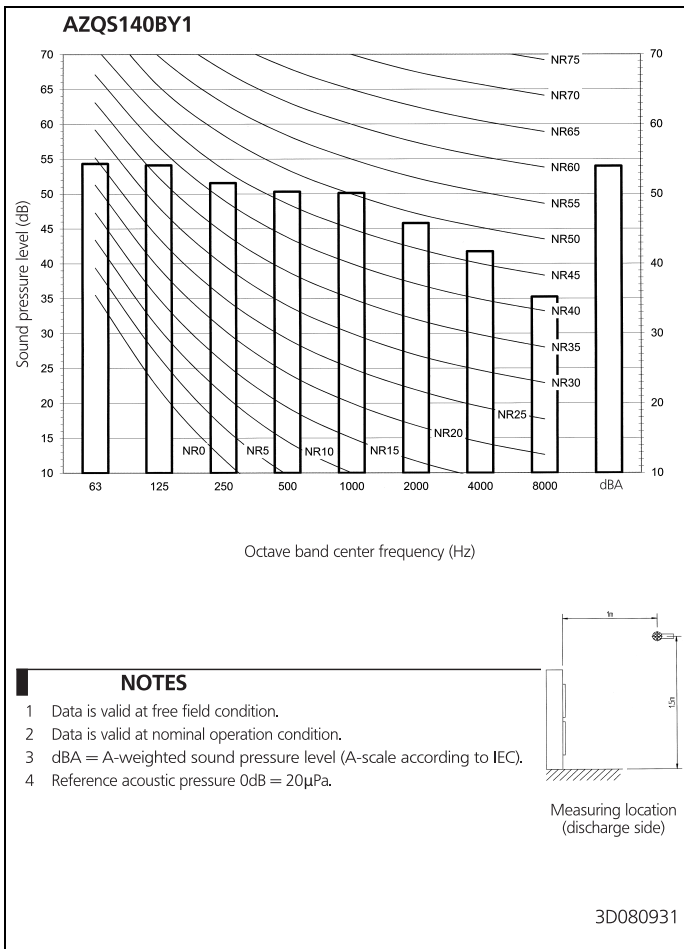 AZQS140BY1
70
65
60
55
50
45
40
35
30
25
20
15
10
Sound pressure level (dB)
70
60
50
40
30
20
10
NR75
NR70
NR65
NR60
NR55
NR50
NR45
NR40
NR35
NR30
NR25
NR20
NR0 NR5 NR10 NR15
63 125 250 500 1000 2000 4000 8000 dBA
Octave band center frequency (Hz)
NOTES
1 Data is valid at free field condition.
2 Data is valid at nominal operation condition.
3 dBA = A-weighted sound pressure level (A-scale according to IEC).
4 Reference acoustic pressure 0dB = 20µPa.
1m
1.5m
Measuring location
(discharge side)
3D080931